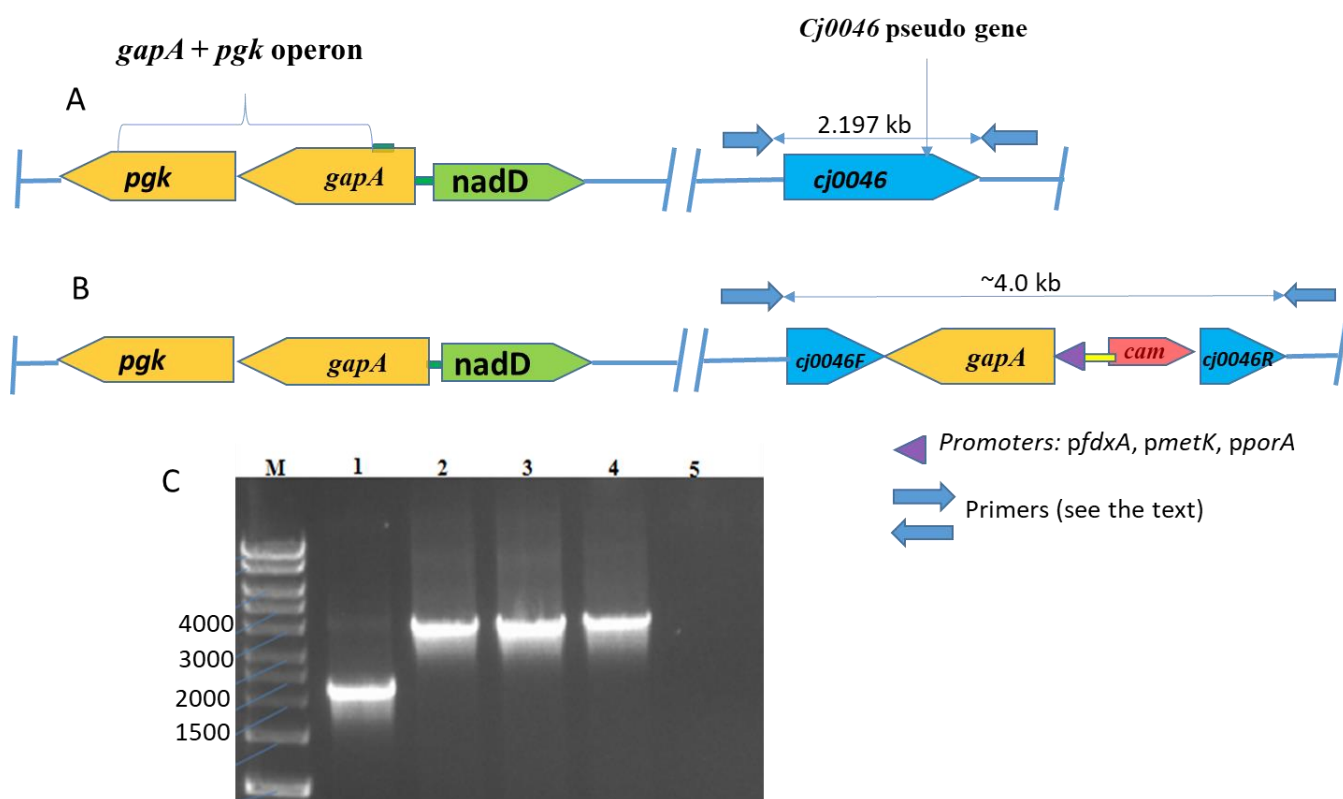 Cj0046 pseudo gene
gapA + pgk operon
A
2.197 kb
pgk
gapA
nadD
cj0046
B
~4.0 kb
pgk
gapA
nadD
cj0046F
gapA
cam
cj0046R
Promoters: pfdxA, pmetK, pporA
Primers (see the text)
C
M 1 2 3 4 5
4000
3000
2000
1500